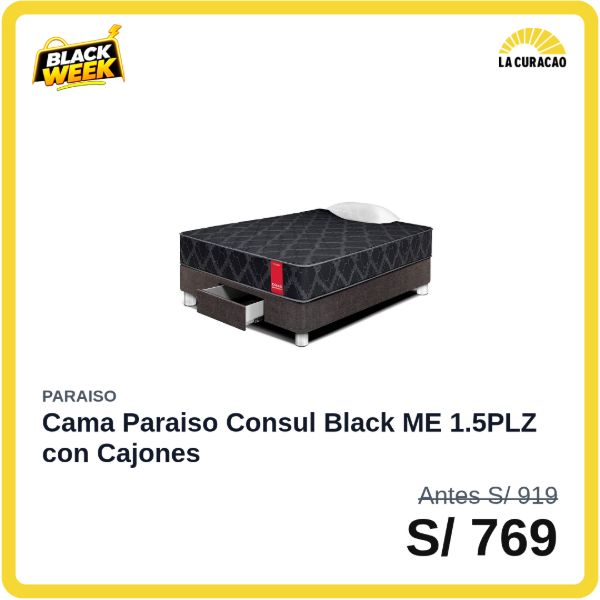 BLACK
WEEK
LA CURACAO
PARAISO
Cama Paraiso Consul Black ME 1.5PLZ
con Cajones
Antes S/ 919
S/ 769